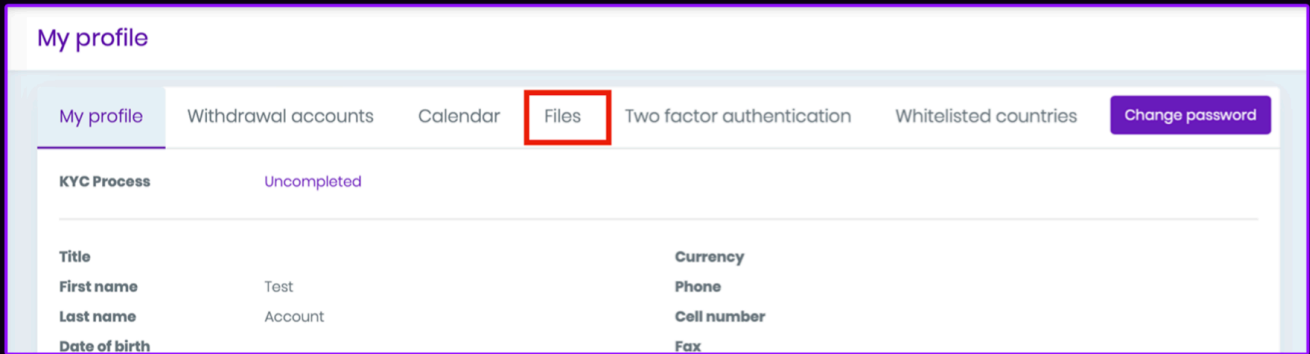 My profile
My profile Withdrawal accounts Calendar Files Two factor authentication Whitelisted countries Change password
KYC Process Uncompleted
Title Currency
First name Test Phone
Last name Account Cell number
Date of birth Fax